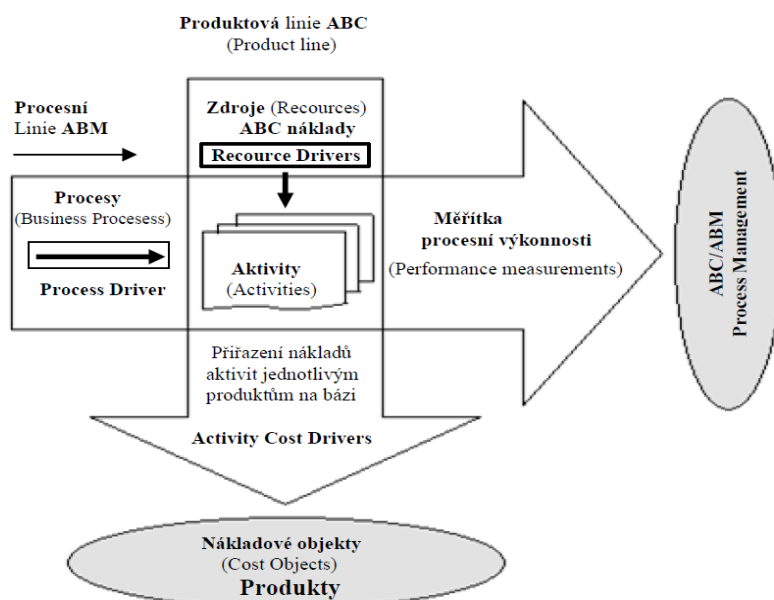 Produktová linie ABC
(Product line)
Procesní
Linie ABM
Zdroje (Recources)
ABC náklady
Recource Drivers
Procesy
(Business Procesess)
Process Driver
Aktivity
(Activities)
Měřítka
procesní výkonnosti
(Performance measurements)
ABC/ABM
Process Management
Přiřazení nákladů
aktivit jednotlivým
produktům na bázi
Activity Cost Drivers
Nákladové objekty
(Cost Objects)
Produkty